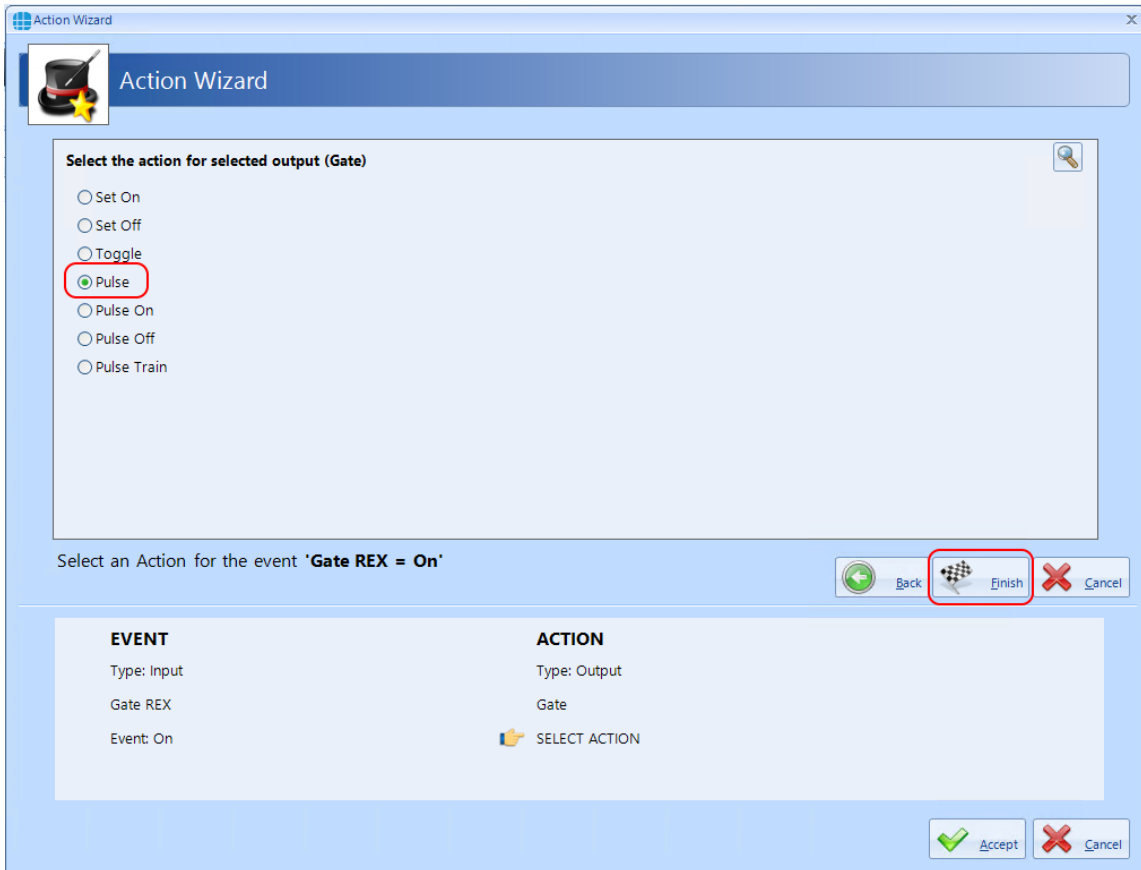 Action Wizard
Action Wizard
Select the action for selected output (Gate)
Set On
Set Off
Toggle
Pulse
Pulse On
Pulse Off
Pulse Train
Select an Action for the event 'Gate REX = On'
Back Finish Cancel
EVENT ACTION
Type: Input Type: Output
Gate REX Gate
Event: On SELECT ACTION
Accept Cancel